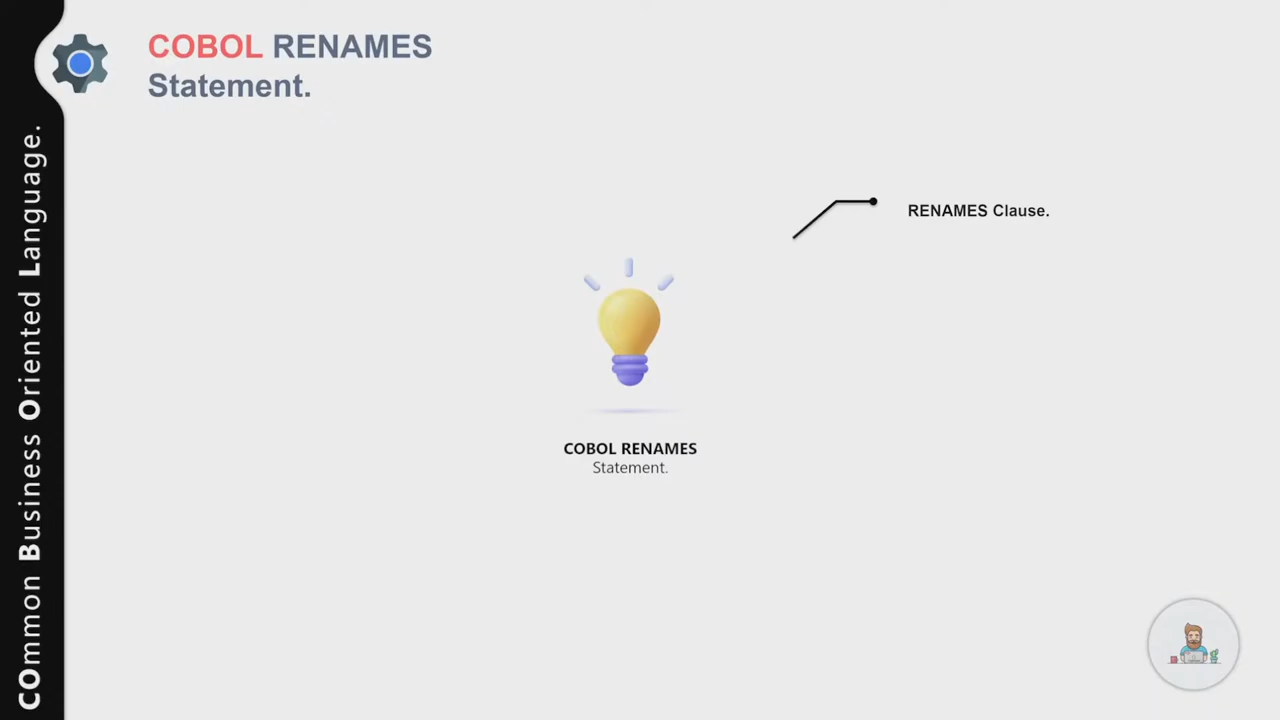 COBOL RENAMES
Statement.
COmmon Business Oriented Language.
RENAMES Clause.
COBOL RENAMES
Statement.